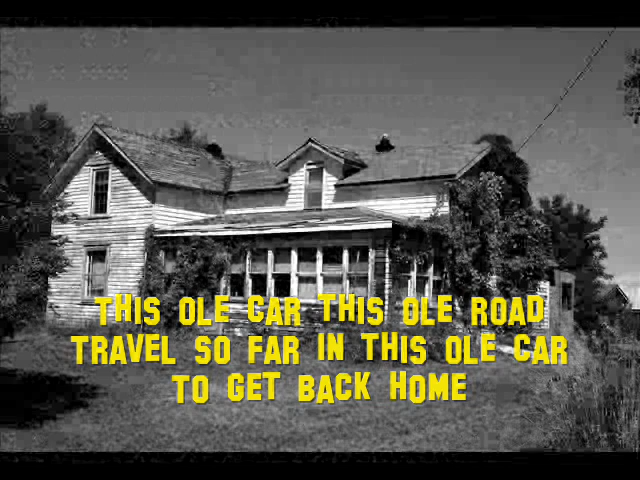 THIS OLE CAR THIS OLE ROAD
TRAVEL SO FAR IN THIS OLE CAR
TO GET BACK HOME